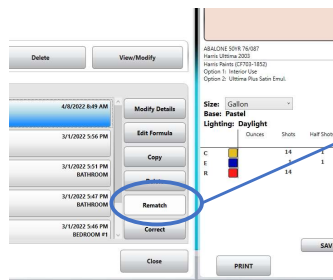 Delete View/Modify
4/8/2022 8:49 AM
Modify Details
3/1/2022 5:56 PM
Edit Formula
3/1/2022 5:51 PM
BATHROOM
Copy
3/1/2022 5:47 PM
BATHROOM
Rematch
3/1/2022 5:46 PM
BEDROOM #1
Correct
Close
ABALONE 50YR 76/087
Harris Ulttima 2003
Harris Paints (CF703-1852)
Option 1: Interior Use
Option 2: Ulttima Plus Satin Emul.
Size: Gallon
Base: Pastel
Lighting: Daylight
Ounces Shots Half Shots
C 14 1
E 1
R 14
SAV
PRINT